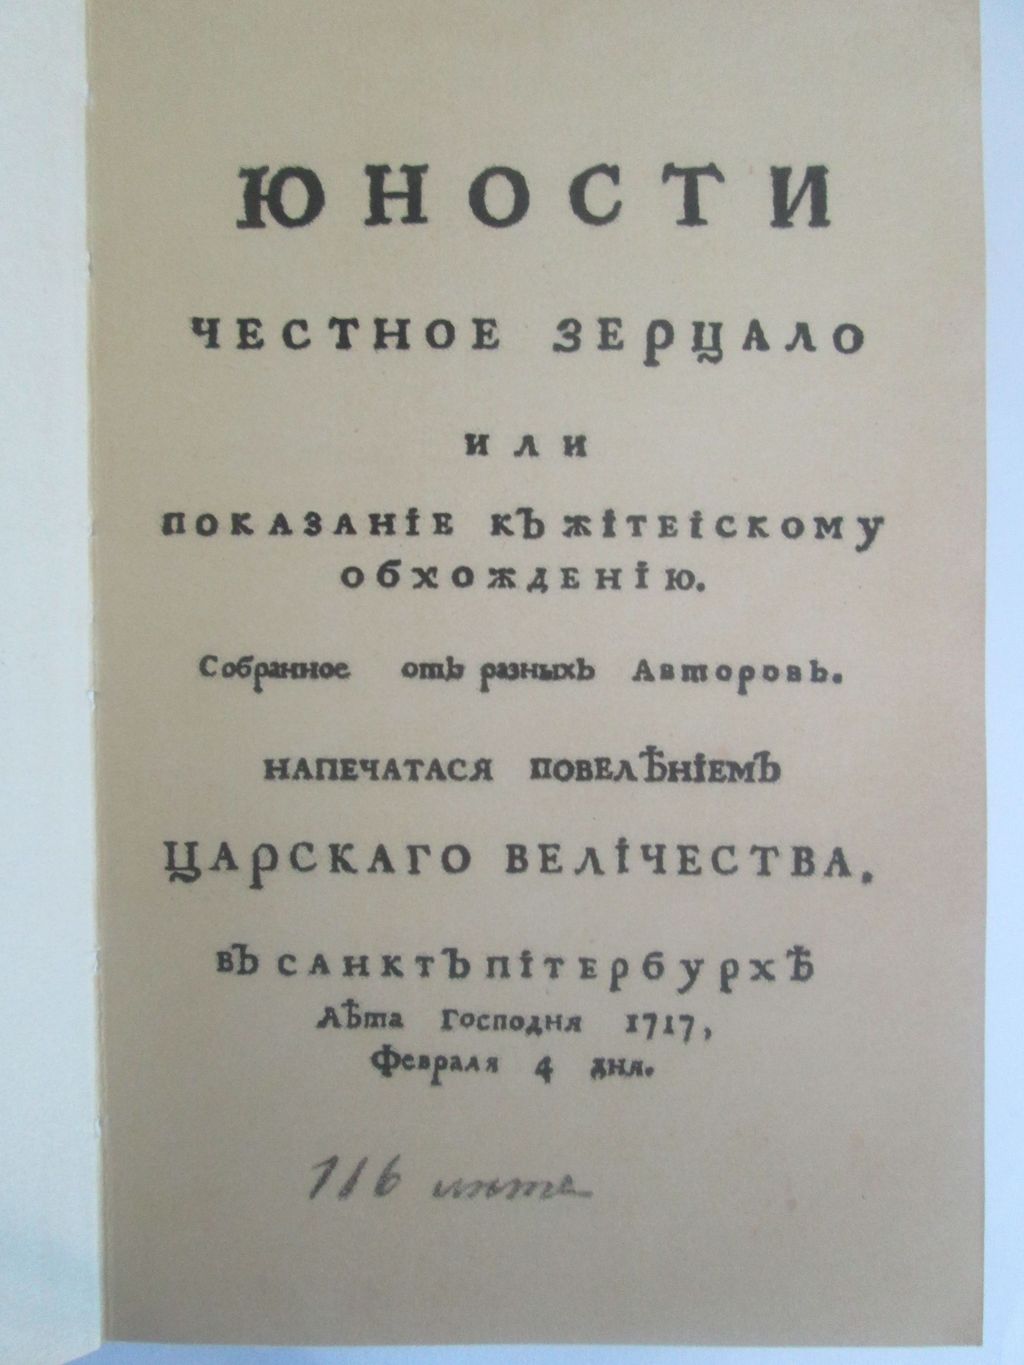 ЮНОСТИ
ЧЕСТНОЕ ЗЕРЦАЛО
ИЛИ
ПОКАЗАНІЕ КЪ ЖІТЕІСКОМУ
ОБХОЖДЕНІЮ.
Собранное отъ разныхъ Авторовъ.
НАПЕЧАТАСЯ ПОВЕЛѢНІЕМЪ
ЦАРСКАГО ВЕЛІЧЕСТВА.
ВЪ САНКТЪПІТЕРБУРХѢ
Лѣта Господня 1717,
Февраля 4 дня.
116